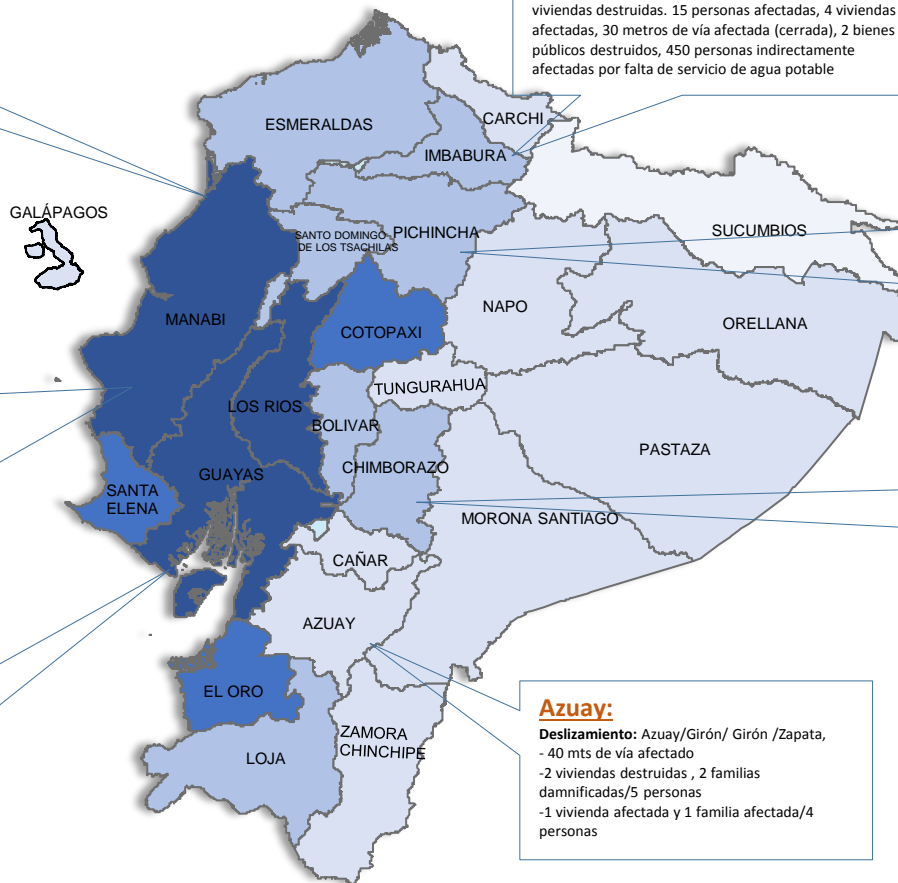 viviendas destruidas. 15 personas afectadas, 4 viviendas
afectadas, 30 metros de vía afectada (cerrada), 2 bienes
públicos destruidos, 450 personas indirectamente
afectadas por falta de servicio de agua potable
CARCHI
ESMERALDAS
IMBABURA
GALÁPAGOS
SANTO DOMINGO
DE LOS TSACHILAS
PICHINCHA
SUCUMBIOS
NAPO
MANABI
COTOPAXI
ORELLANA
TUNGURAHUA
LOS RIOS
BOLIVAR
PASTAZA
CHIMBORAZO
GUAYAS
SANTA
ELENA
MORONA SANTIAGO
CAÑAR
AZUAY
EL ORO
ZAMORA
CHINCHIPE
LOJA
Azuay:
Deslizamiento: Azuay/Girón/ Girón /Zapata,
- 40 mts de vía afectado
-2 viviendas destruidas , 2 familias
damnificadas/5 personas
-1 vivienda afectada y 1 familia afectada/4
personas